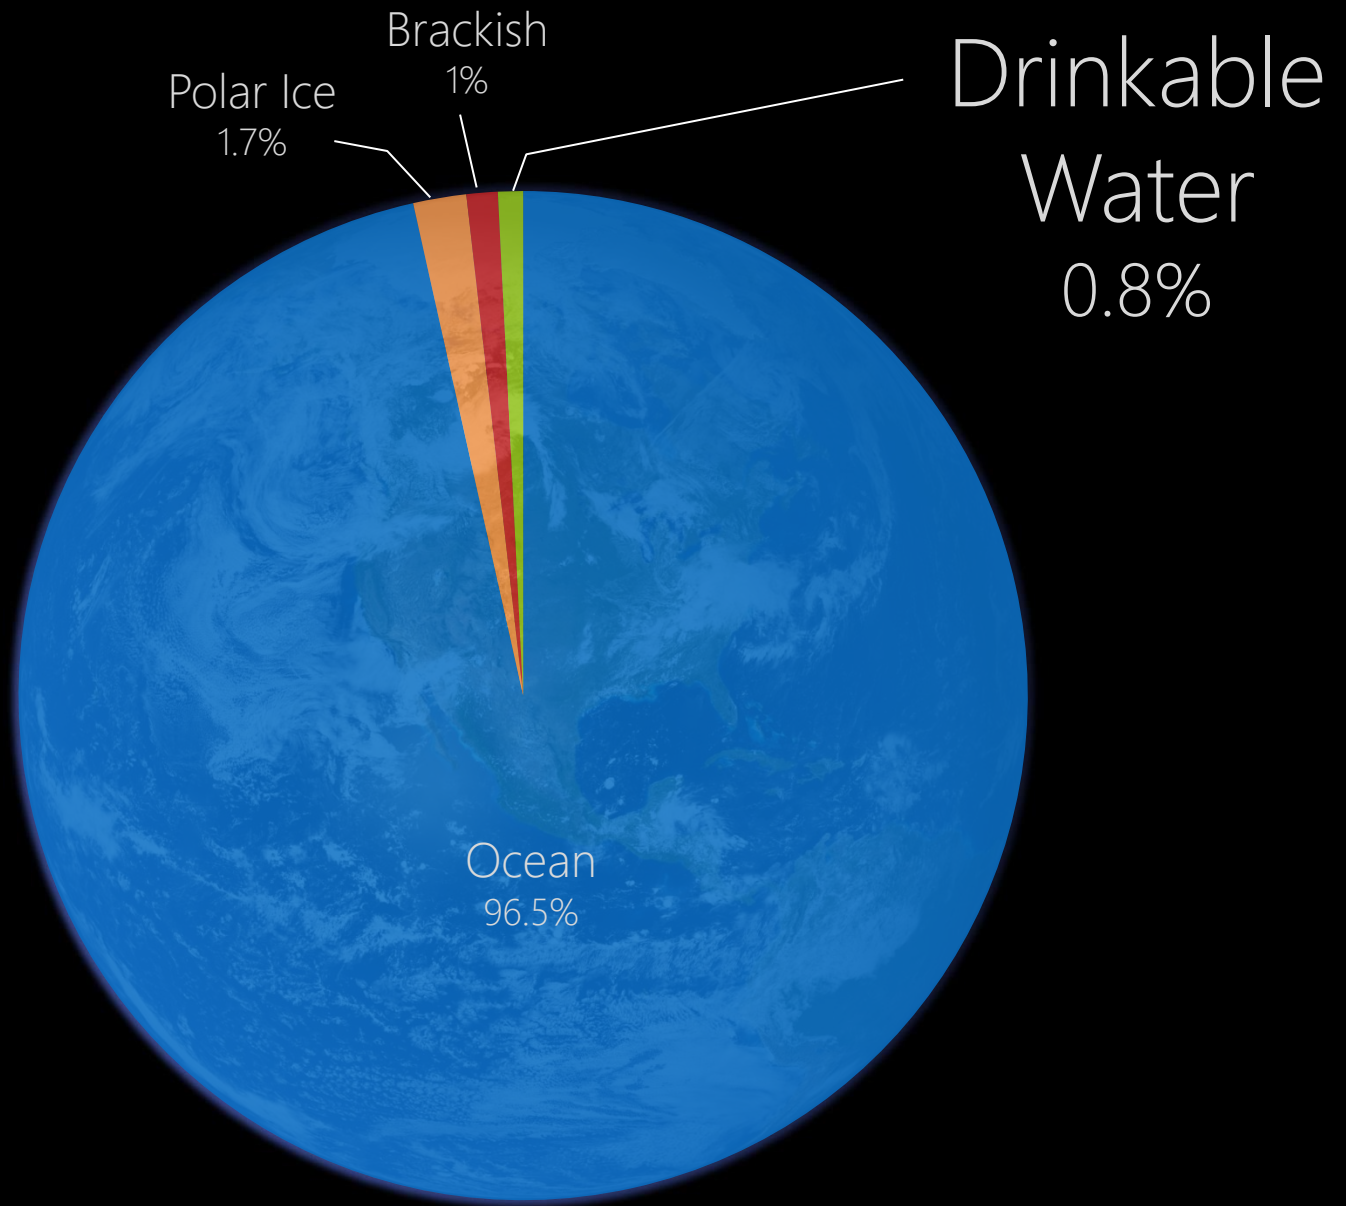 Brackish
1%
Polar Ice
1.7%
Drinkable
Water
0.8%
Ocean
96.5%